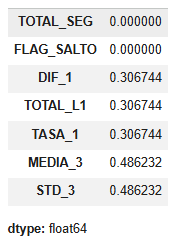 TOTAL_SEG 0.000000
FLAG_SALTO 0.000000
DIF_1 0.306744
TOTAL_L1 0.306744
TASA_1 0.306744
MEDIA_3 0.486232
STD_3 0.486232
dtype: float64